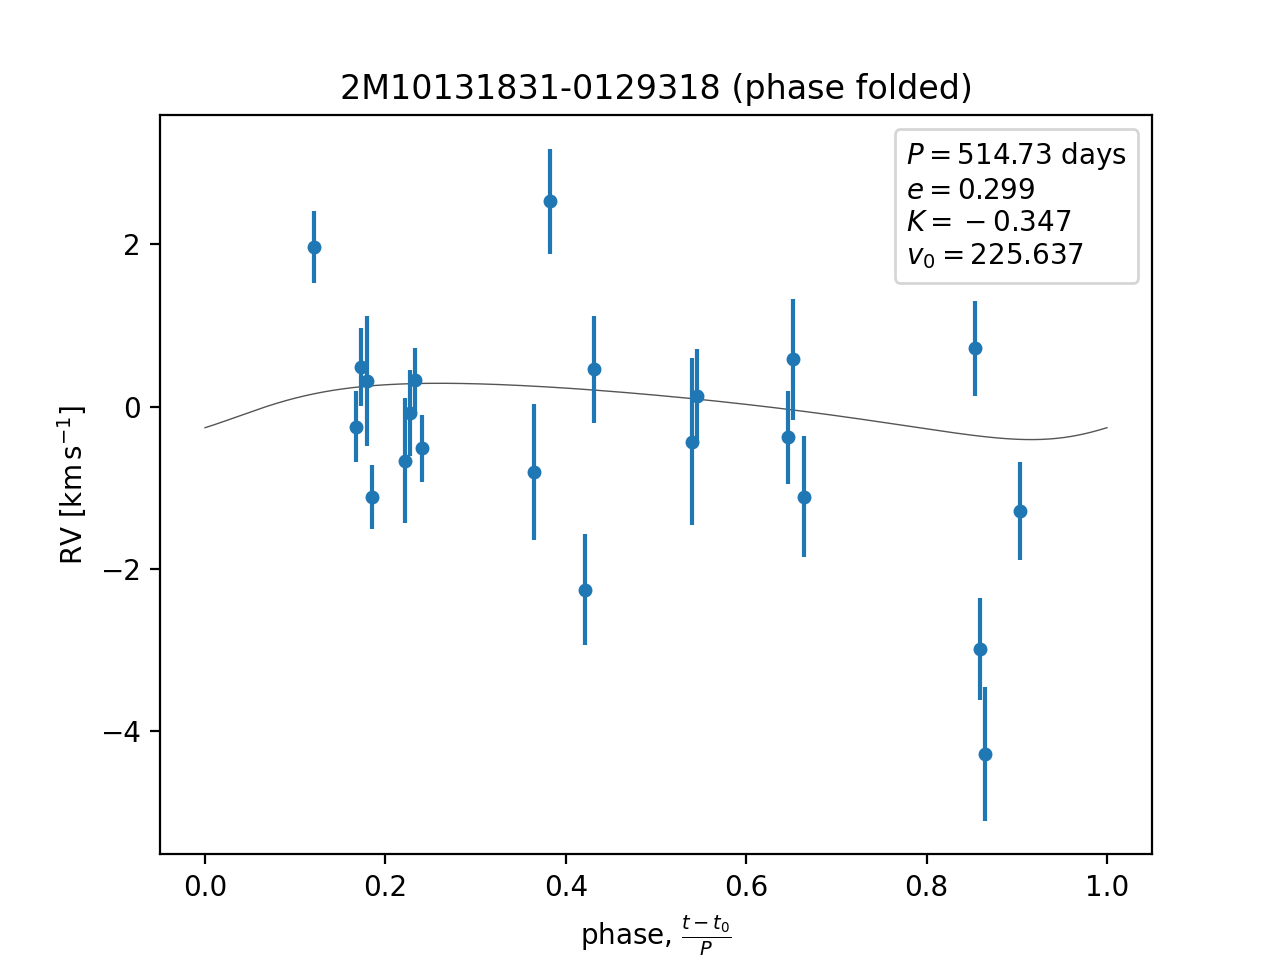 2M10131831-0129318 (phase folded)
P = 514.73 days
e = 0.299
K = −0.347
v₀ = 225.637
RV [km s⁻¹]
2
0
−2
−4
0.0 0.2 0.4 0.6 0.8 1.0
phase, (t − t₀)/P